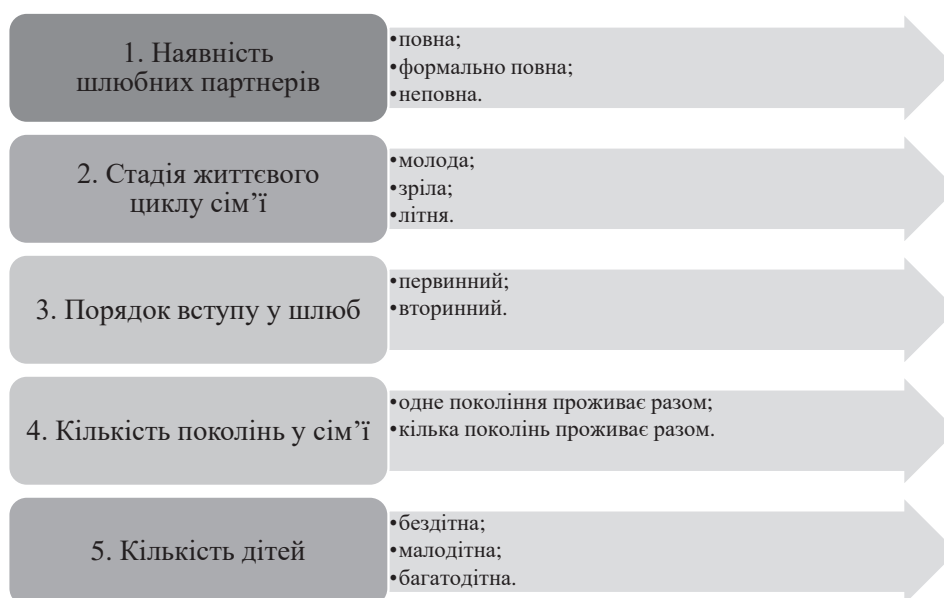 1. Наявність
шлюбних партнерів
•повна;
•формально повна;
•неповна.
2. Стадія життєвого
циклу сім’ї
•молода;
•зріла;
•літня.
3. Порядок вступу у шлюб
•первинний;
•вторинний.
4. Кількість поколінь у сім’ї
•одне покоління проживає разом;
•кілька поколінь проживає разом.
5. Кількість дітей
•бездітна;
•малодітна;
•багатодітна.